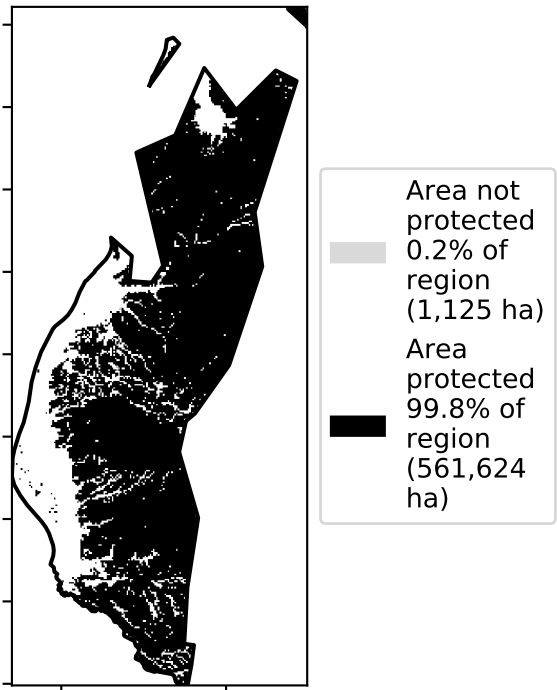 Area not
protected
0.2% of
region
(1,125 ha)
Area
protected
99.8% of
region
(561,624
ha)